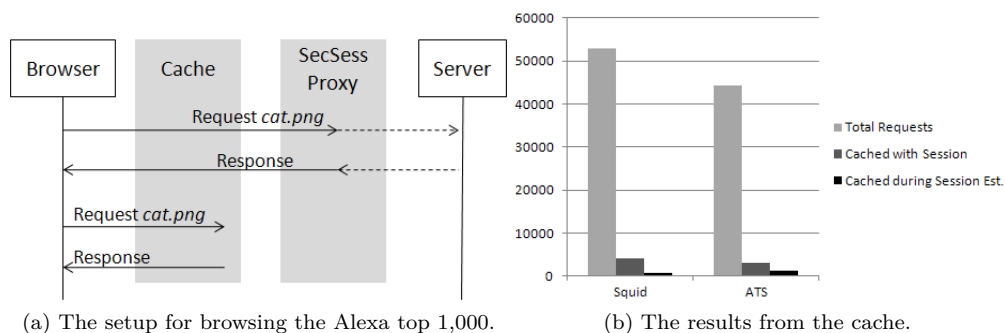 Browser
Cache
SecSess
Proxy
Server
Request cat.png
Response
Request cat.png
Response
(a) The setup for browsing the Alexa top 1,000.
60000
50000
40000
30000
20000
10000
0
Squid
ATS
Total Requests
Cached with Session
Cached during Session Est.
(b) The results from the cache.